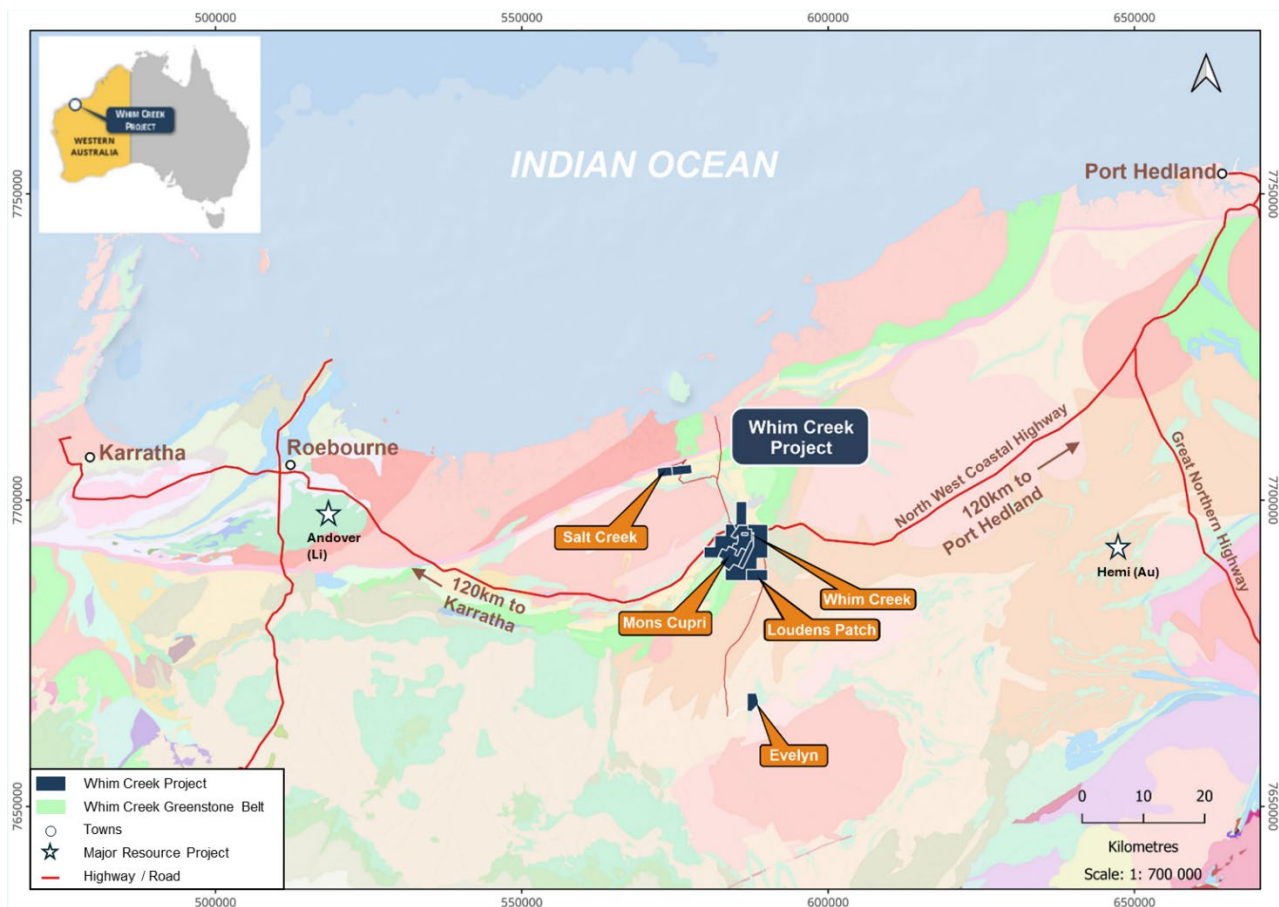 500000
550000
600000
650000
WHIM CREEK
PROJECT
WESTERN
AUSTRALIA
INDIAN OCEAN
Port Hedland
7750000
7750000
Whim Creek
Project
Karratha
Roebourne
North West Coastal Highway
120km to
Port Hedland
Great Northern Highway
7700000
7700000
Salt Creek
Andover
(Li)
Hemi (Au)
120km to
Karratha
Whim Creek
Mons Cupri
Loudens Patch
Evelyn
Whim Creek Project
Whim Creek Greenstone Belt
Towns
Major Resource Project
Highway / Road
7650000
7650000
0 10 20
Kilometres
Scale: 1: 700 000
500000
550000
600000
650000